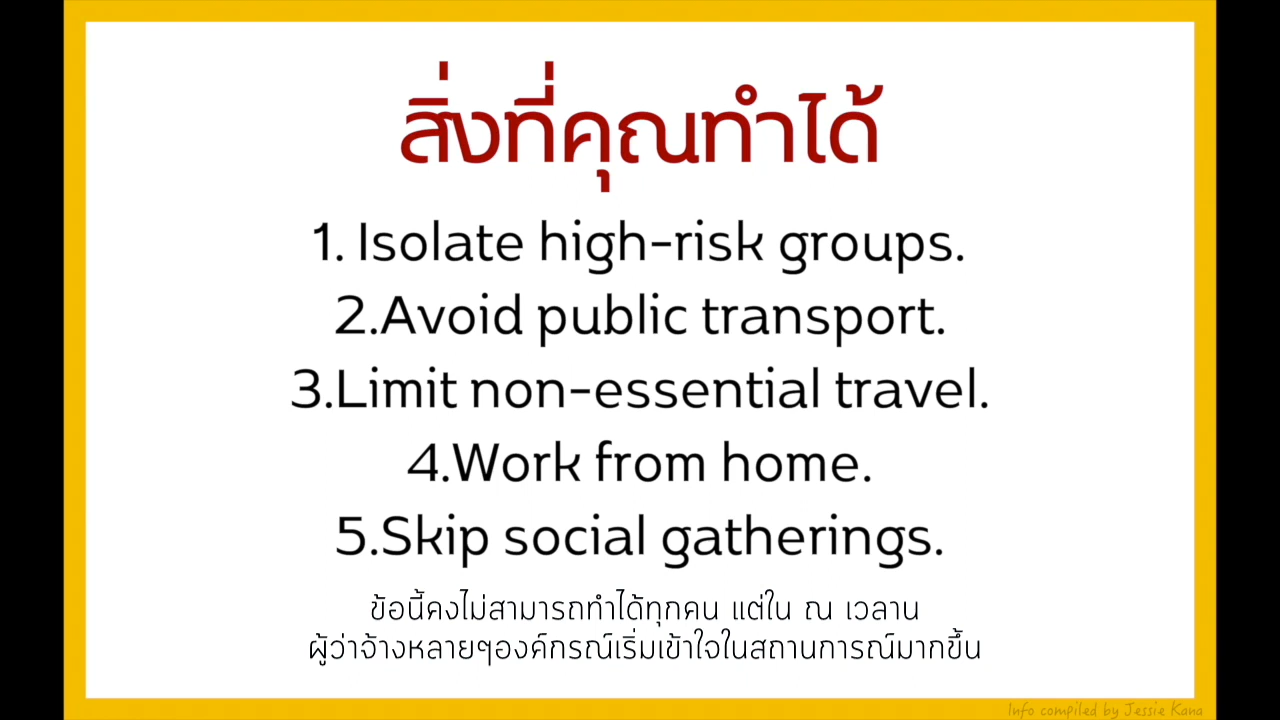 สิ่งที่คุณทำได้
1. Isolate high-risk groups.
2.Avoid public transport.
3.Limit non-essential travel.
4.Work from home.
5.Skip social gatherings.
ข้อนี้คงไม่สามารถทำได้ทุกคน แต่ใน ณ เวลาน
ผู้ว่าจ้างหลายๆองค์กรณ์เริ่มเข้าใจในสถานการณ์มากขึ้น
Info compiled by Jessie Kana